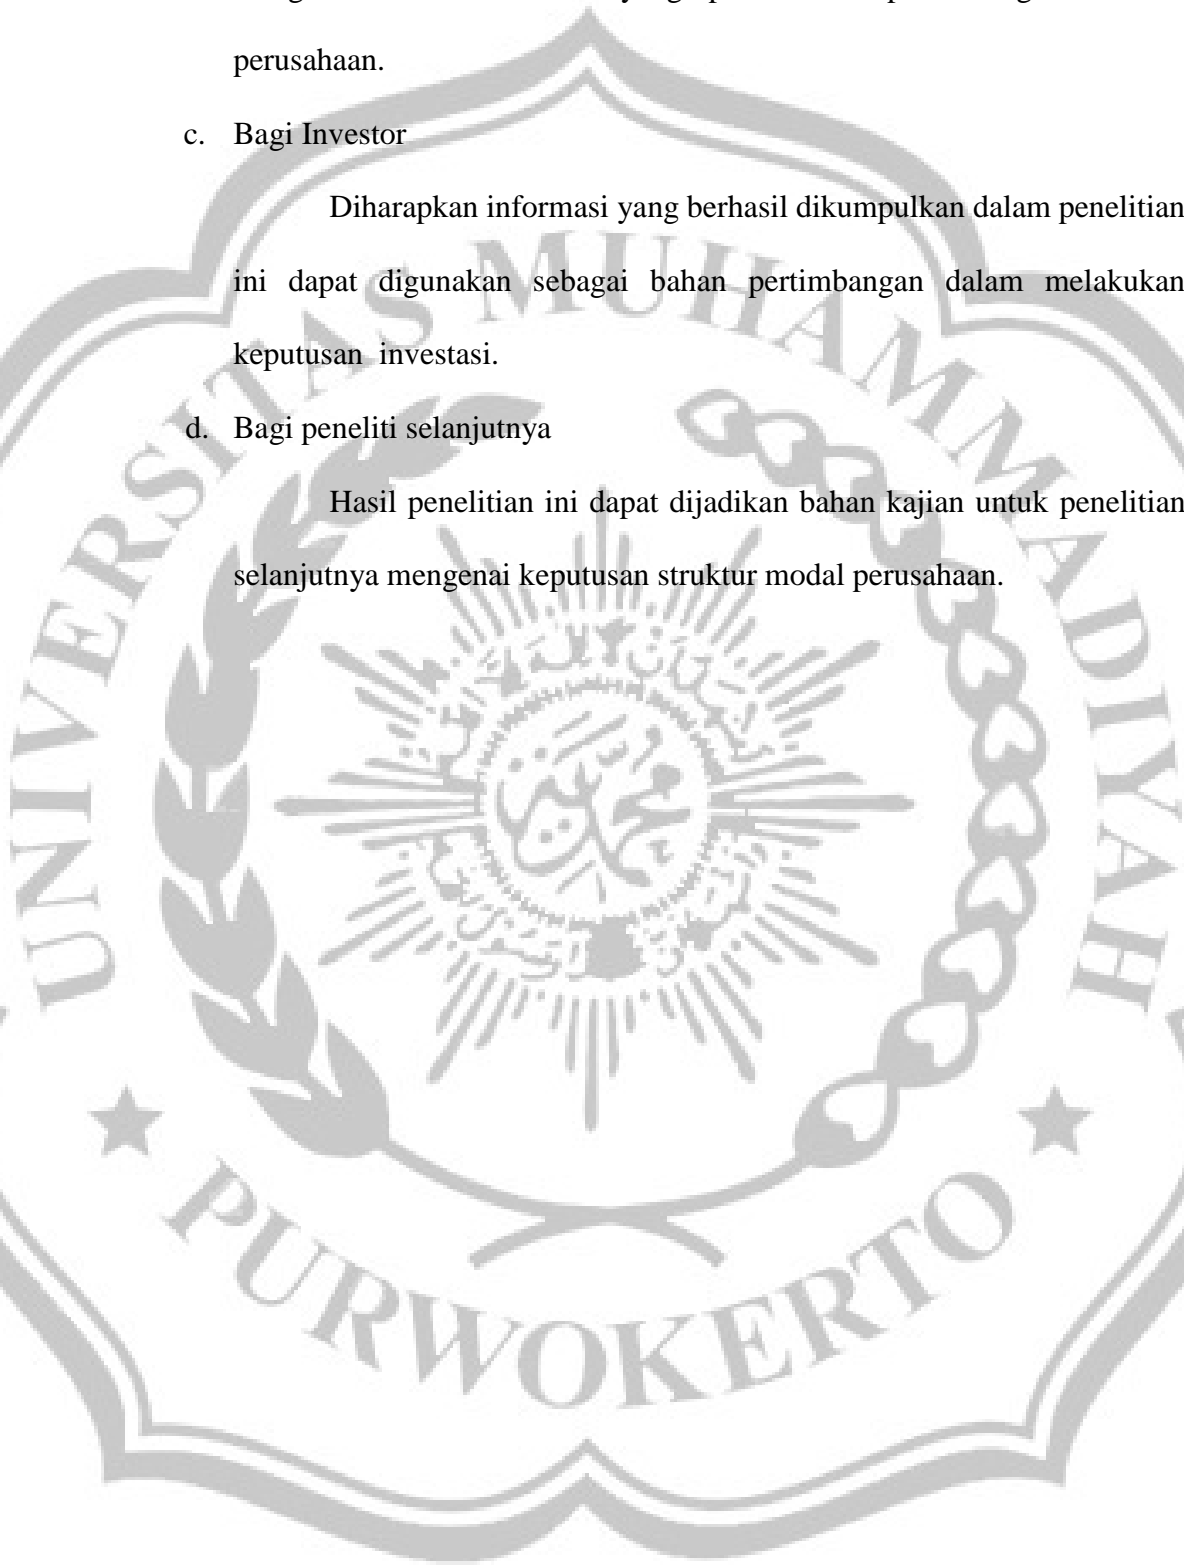 perusahaan.
c. Bagi Investor
Diharapkan informasi yang berhasil dikumpulkan dalam penelitian
ini dapat digunakan sebagai bahan pertimbangan dalam melakukan
keputusan investasi.
d. Bagi peneliti selanjutnya
Hasil penelitian ini dapat dijadikan bahan kajian untuk penelitian
selanjutnya mengenai keputusan struktur modal perusahaan.
UNIVERSITAS MUHAMMADIYAH
محمدية
PURWOKERTO